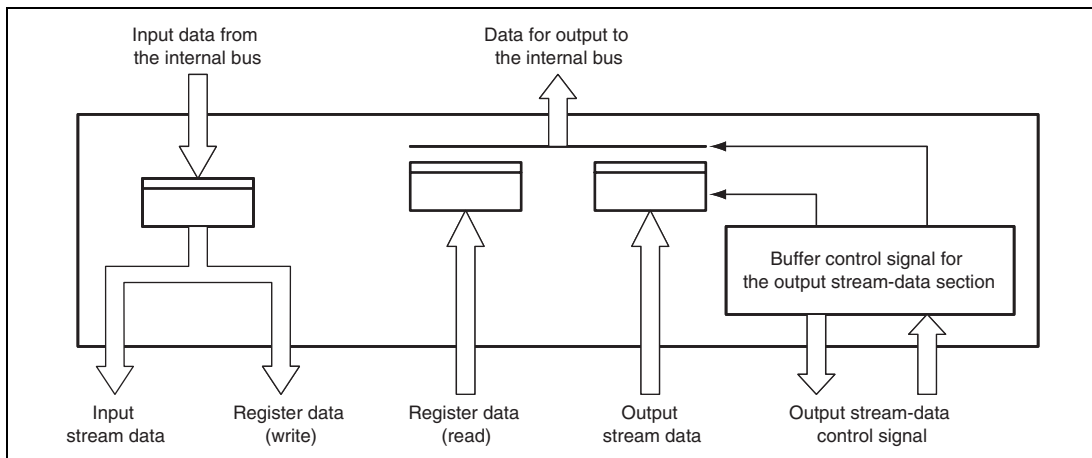 Input data from
the internal bus
Data for output to
the internal bus
Buffer control signal for
the output stream-data section
Input
stream data
Register data
(write)
Register data
(read)
Output
stream data
Output stream-data
control signal